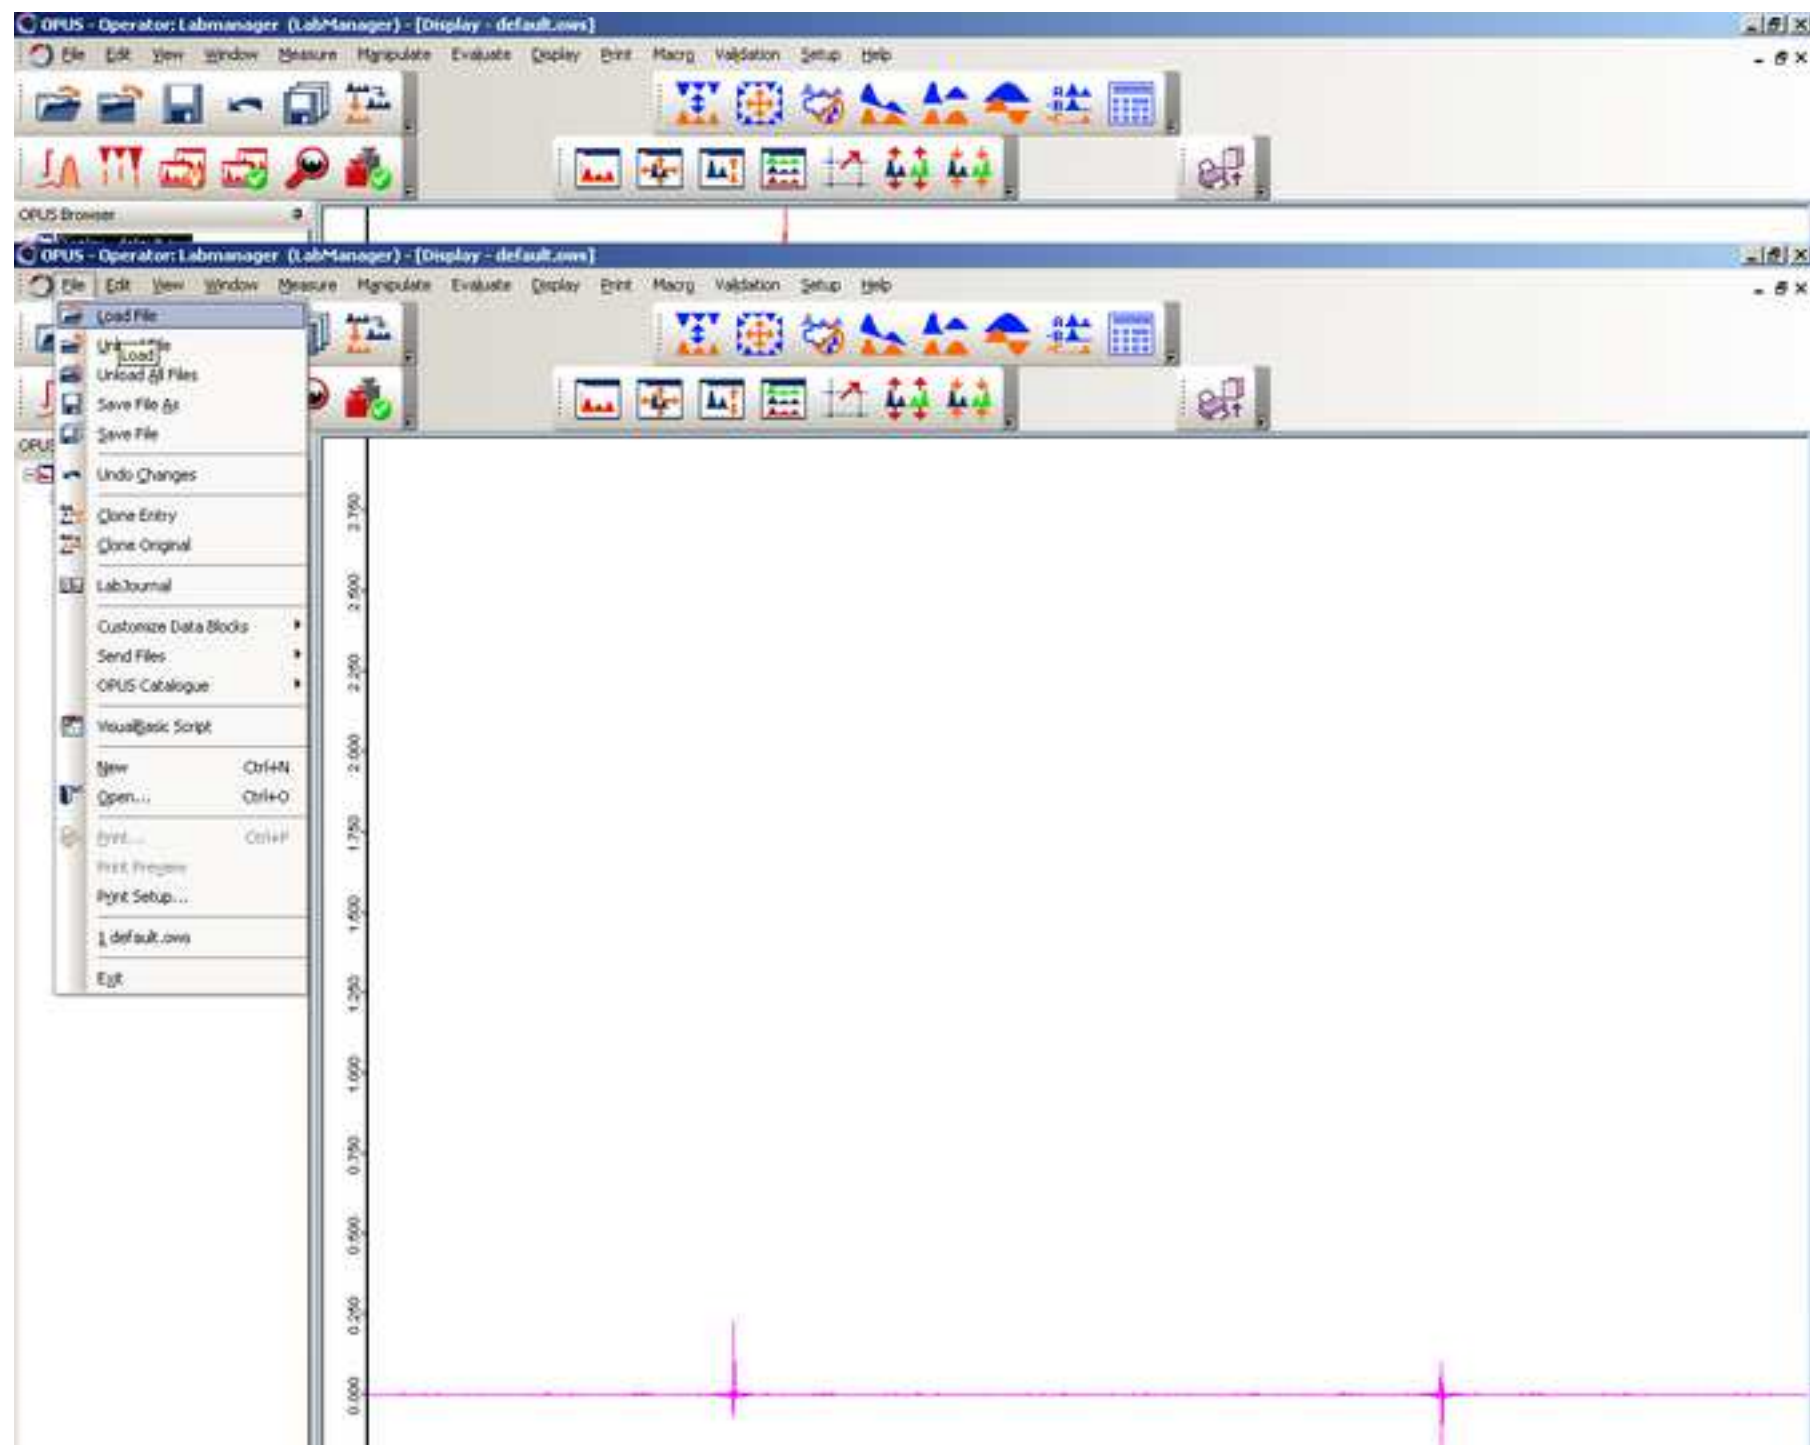 OPUS - Operator: Labmanager (LabManager) - [Display - default.ows]
File Edit View Window Measure Manipulate Evaluate Display Print Macro Validation Setup Help
OPUS Browser
OPUS - Operator: Labmanager (LabManager) - [Display - default.ows]
File Edit View Window Measure Manipulate Evaluate Display Print Macro Validation Setup Help
Load File
Load
Unload All Files
Save File As
Save File
OPUS
Undo Changes
Clone Entry
Clone Original
LabJournal
Customize Data Blocks
Send Files
OPUS Catalogue
VisualBasic Script
New Ctrl+N
Open... Ctrl+O
Print... Ctrl+P
Print Preview
Print Setup...
1 default.ows
Exit
2.750
2.500
2.250
2.000
1.750
1.500
1.250
1.000
0.750
0.500
0.250
0.000